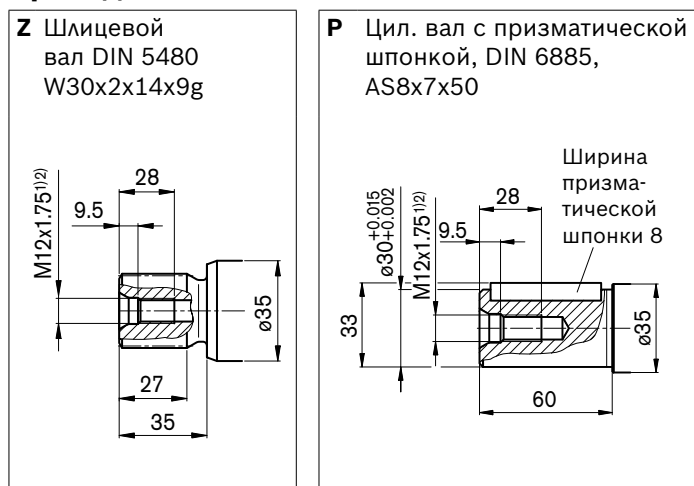 Z Шлицевой
вал DIN 5480
W30x2x14x9g
M12x1.75 1)2)
28
9.5
ø35
27
35
P Цил. вал с призматической
шпонкой, DIN 6885,
AS8x7x50
Ширина
призма-
тической
шпонки 8
ø30 +0.015 +0.002
M12x1.75 1)2)
28
9.5
33
ø35
60